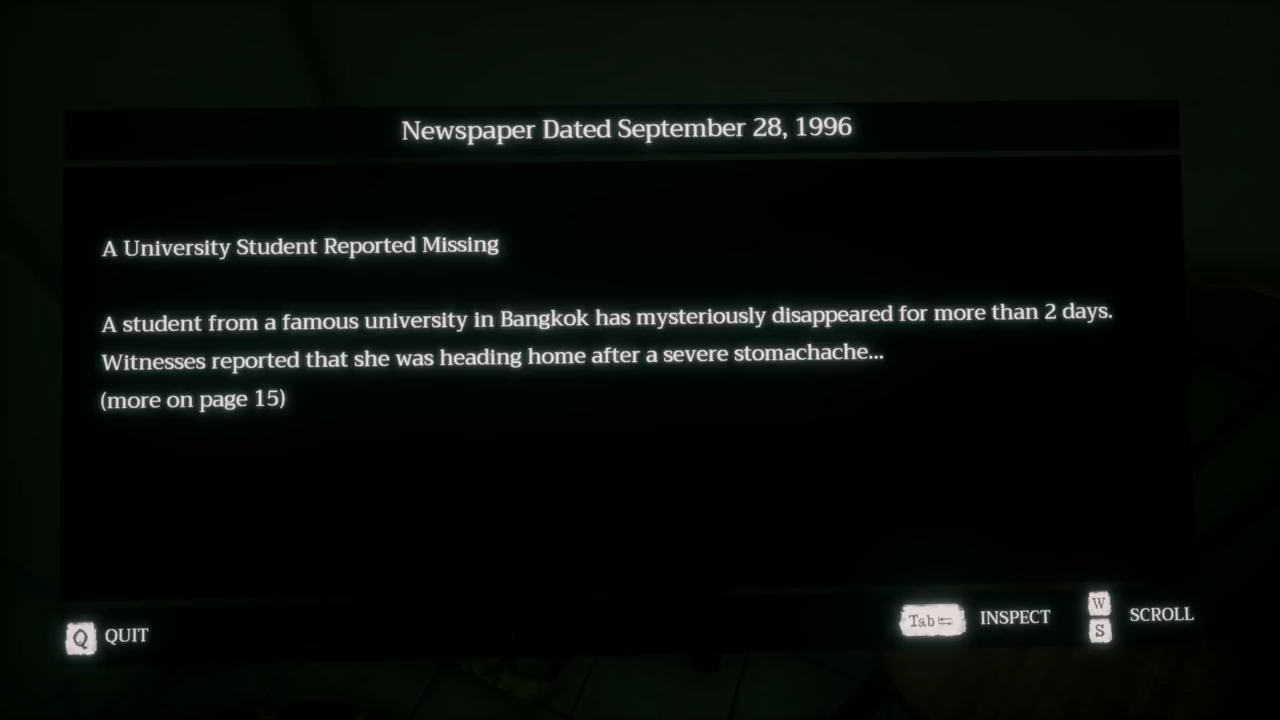 Newspaper Dated September 28, 1996
A University Student Reported Missing
A student from a famous university in Bangkok has mysteriously disappeared for more than 2 days.
Witnesses reported that she was heading home after a severe stomachache...
(more on page 15)
Q QUIT
Tab INSPECT
W
S
SCROLL